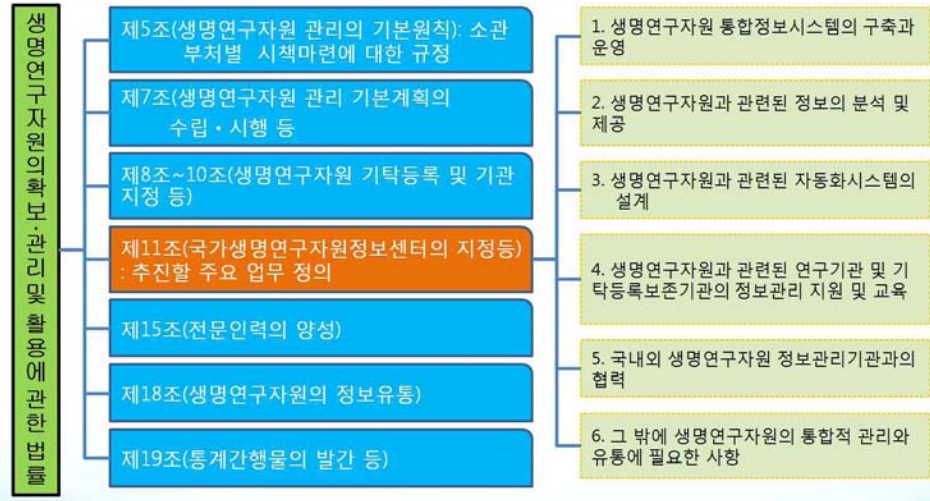 생명연구자원의확보·관리및 활용에 관한 법률
제5조(생명연구자원 관리의 기본원칙): 소관
부처별 시책마련에 대한 규정
제7조(생명연구자원 관리 기본계획의
수립·시행 등
제8조~10조(생명연구자원 기탁등록 및 기관
지정 등)
제11조(국가생명연구자원정보센터의 지정등)
: 추진할 주요 업무 정의
제15조(전문인력의 양성)
제18조(생명연구자원의 정보유통)
제19조(통계간행물의 발간 등)
1. 생명연구자원 통합정보시스템의 구축과
운영
2. 생명연구자원과 관련된 정보의 분석 및
제공
3. 생명연구자원과 관련된 자동화시스템의
설계
4. 생명연구자원과 관련된 연구기관 및 기
탁등록보존기관의 정보관리 지원 및 교육
5. 국내외 생명연구자원 정보관리기관과의
협력
6. 그 밖에 생명연구자원의 통합적 관리와
유통에 필요한 사항